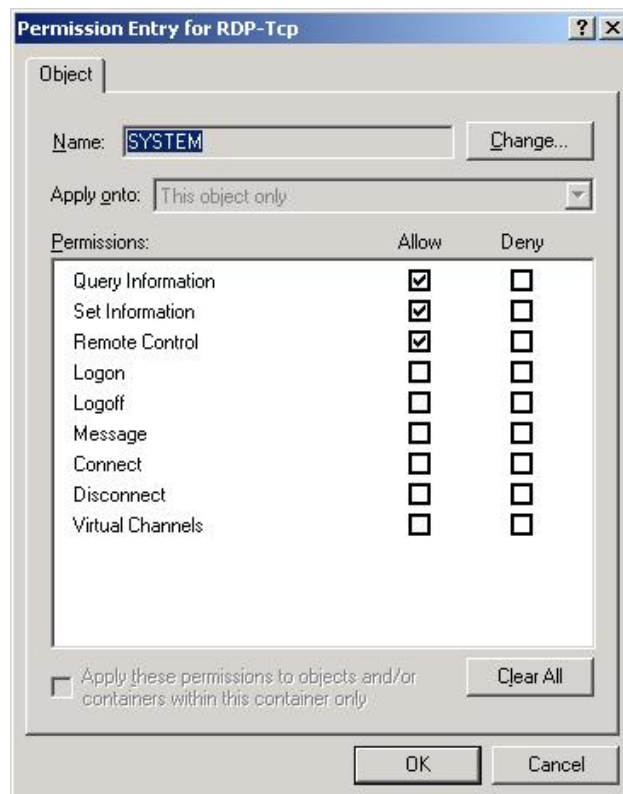 Permission Entry for RDP-Tcp
Object
Name: SYSTEM Change...
Apply onto: This object only
Permissions: Allow Deny
Query Information
Set Information
Remote Control
Logon
Logoff
Message
Connect
Disconnect
Virtual Channels
Apply these permissions to objects and/or
containers within this container only
Clear All
OK Cancel